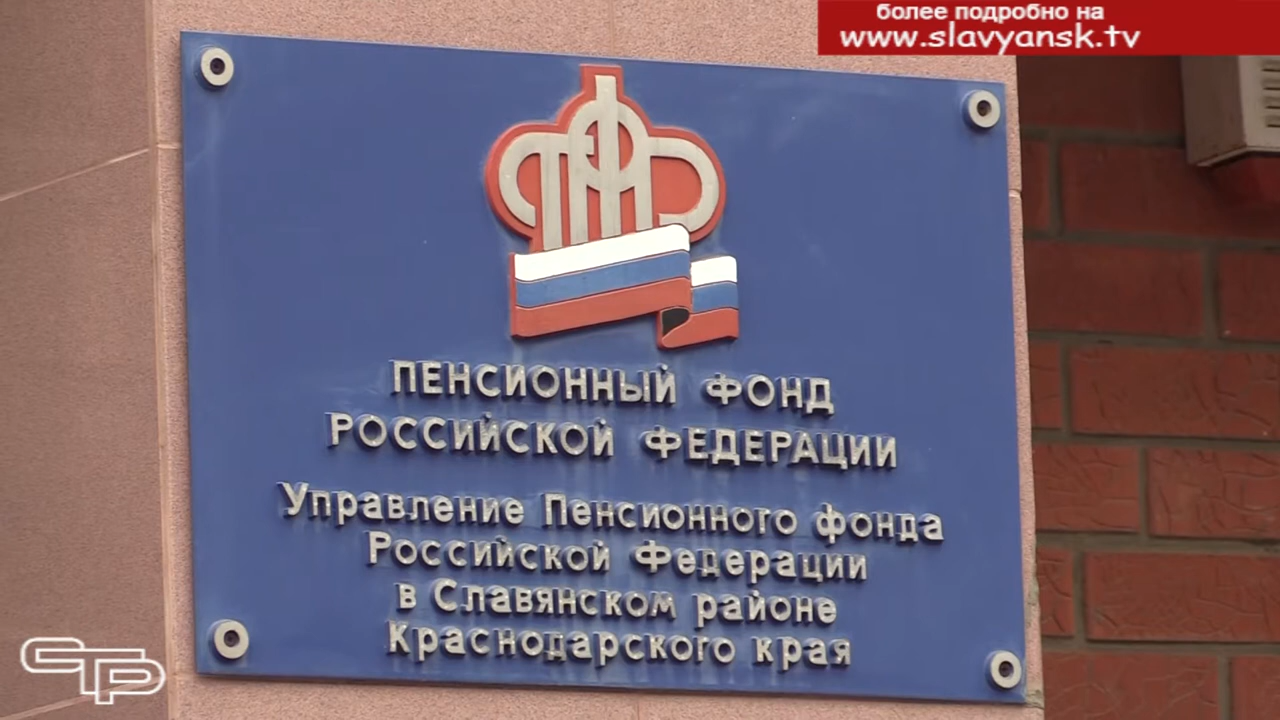 более подробно на
www.slavyansk.tv
ПФР
ПЕНСИОННЫЙ ФОНД
РОССИЙСКОЙ ФЕДЕРАЦИИ
Управление Пенсионного фонда
Российской Федерации
в Славянском районе
Краснодарского края
СТР